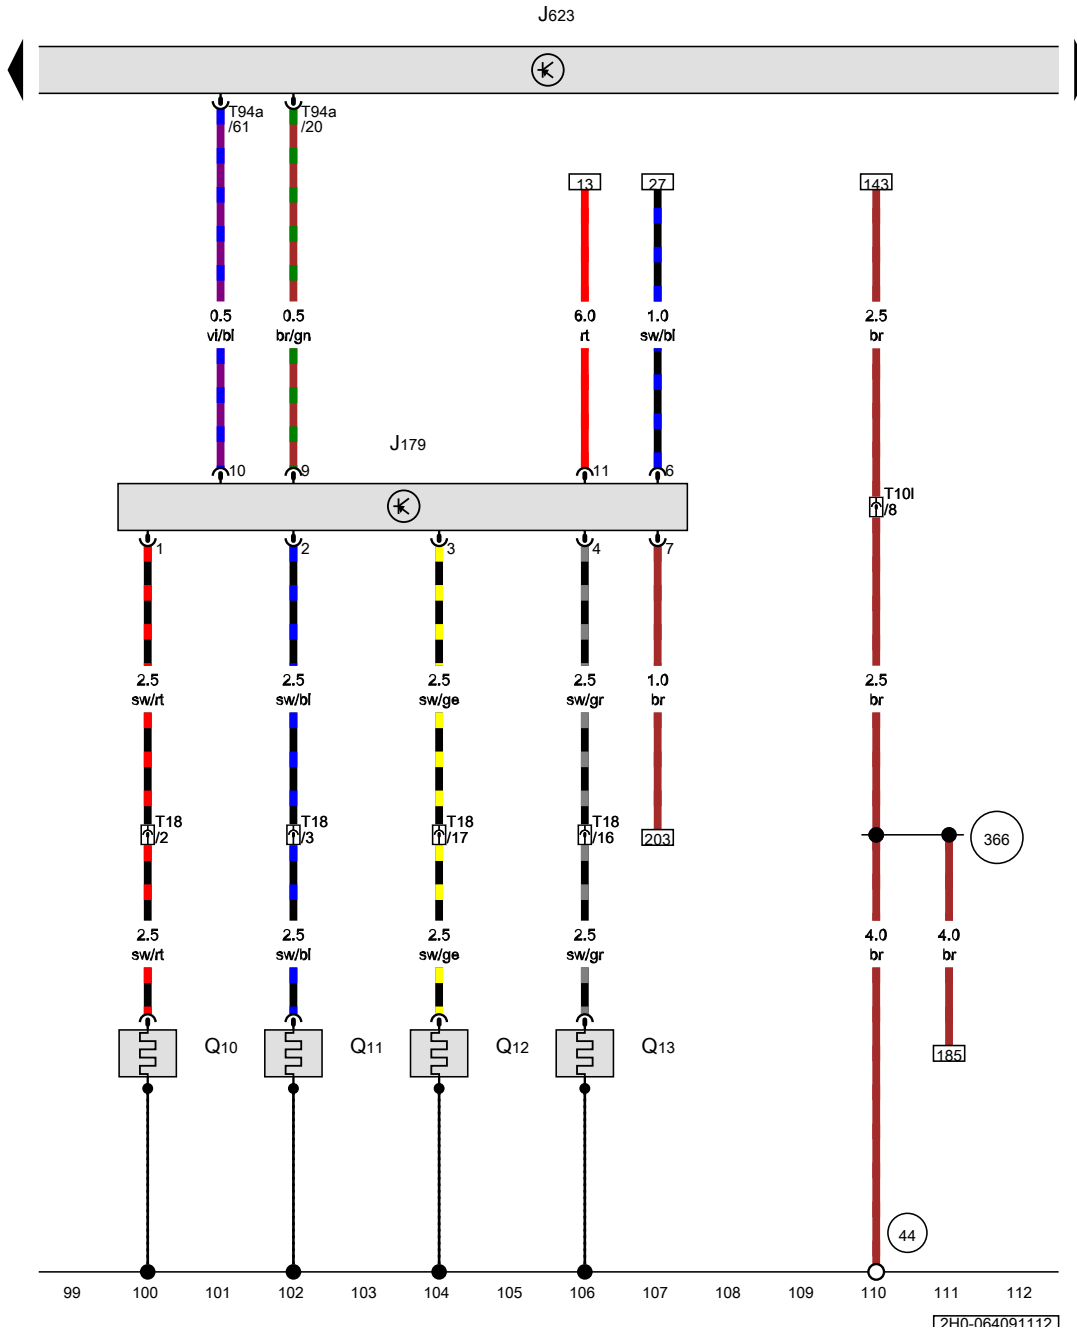 J623
T94a
/61
T94a
/20
13
27
143
0.5
vi/bl
0.5
br/gn
6.0
rt
1.0
sw/bl
2.5
br
J179
10
9
11
6
T10l
/8
1
2
3
4
7
2.5
sw/rt
2.5
sw/bl
2.5
sw/ge
2.5
sw/gr
1.0
br
2.5
br
T18
/2
T18
/3
T18
/17
T18
/16
203
366
2.5
sw/rt
2.5
sw/bl
2.5
sw/ge
2.5
sw/gr
4.0
br
4.0
br
Q10
Q11
Q12
Q13
185
44
99 100 101 102 103 104 105 106 107 108 109 110 111 112
2H0-064091112